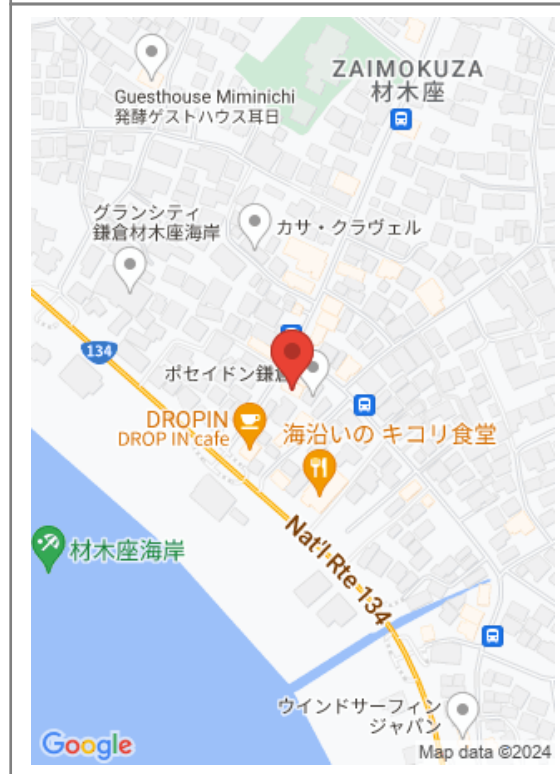 ZAIMOKUZA
材木座
Guesthouse Miminichi
発酵ゲストハウス耳日
グランシティ
鎌倉材木座海岸
カサ・クラヴェル
134
ポセイドン鎌倉
DROPIN
DROP IN cafe
海沿いの キコリ食堂
Nat'l Rte 134
材木座海岸
ウインドサーフィン
ジャパン
Google
Map data ©2024